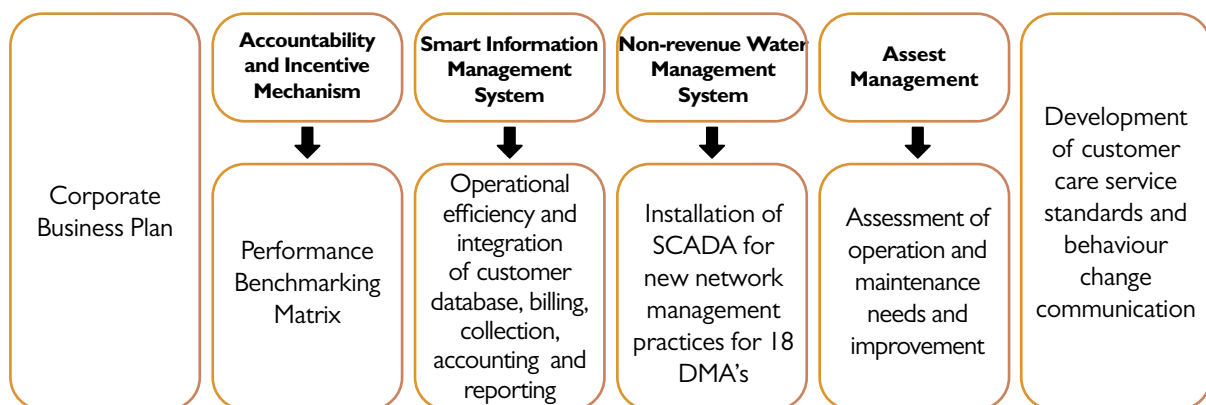 Corporate
Business Plan
Accountability
and Incentive
Mechanism
Performance
Benchmarking
Matrix
Smart Information
Management
System
Operational
efficiency and
integration
of customer
database, billing,
collection,
accounting and
reporting
Non-revenue Water
Management
System
Installation of
SCADA for
new network
management
practices for 18
DMA's
Assest
Management
Assessment of
operation and
maintenance
needs and
improvement
Development
of customer
care service
standards and
behaviour
change
communication